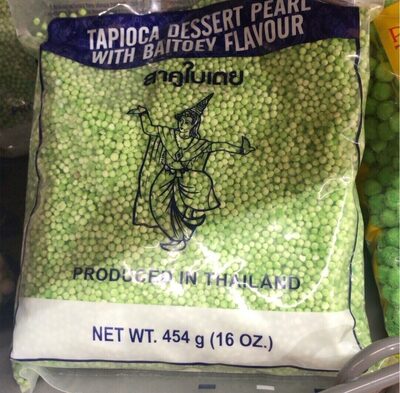 TAPIOCA DESSERT PEARL
WITH BAITOEY FLAVOUR
สาคูใบเตย
PRODUCED IN THAILAND
NET WT. 454 g (16 OZ.)